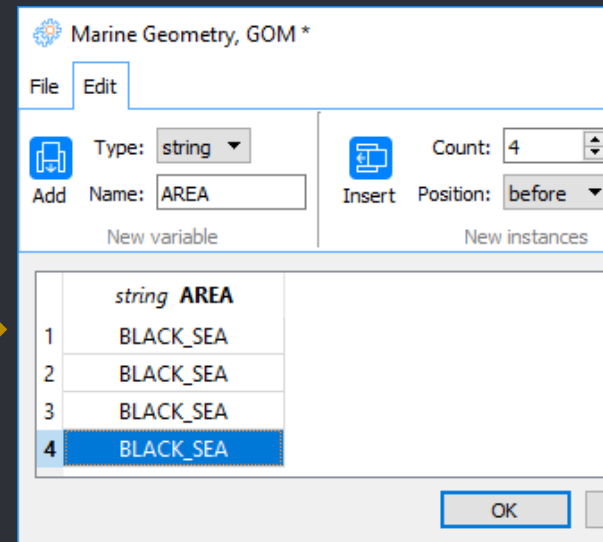 Marine Geometry, GOM *
File Edit
Type: string Count: 4
Add Name: AREA Insert Position: before
New variable New instances
string AREA
1 BLACK_SEA
2 BLACK_SEA
3 BLACK_SEA
4 BLACK_SEA
OK